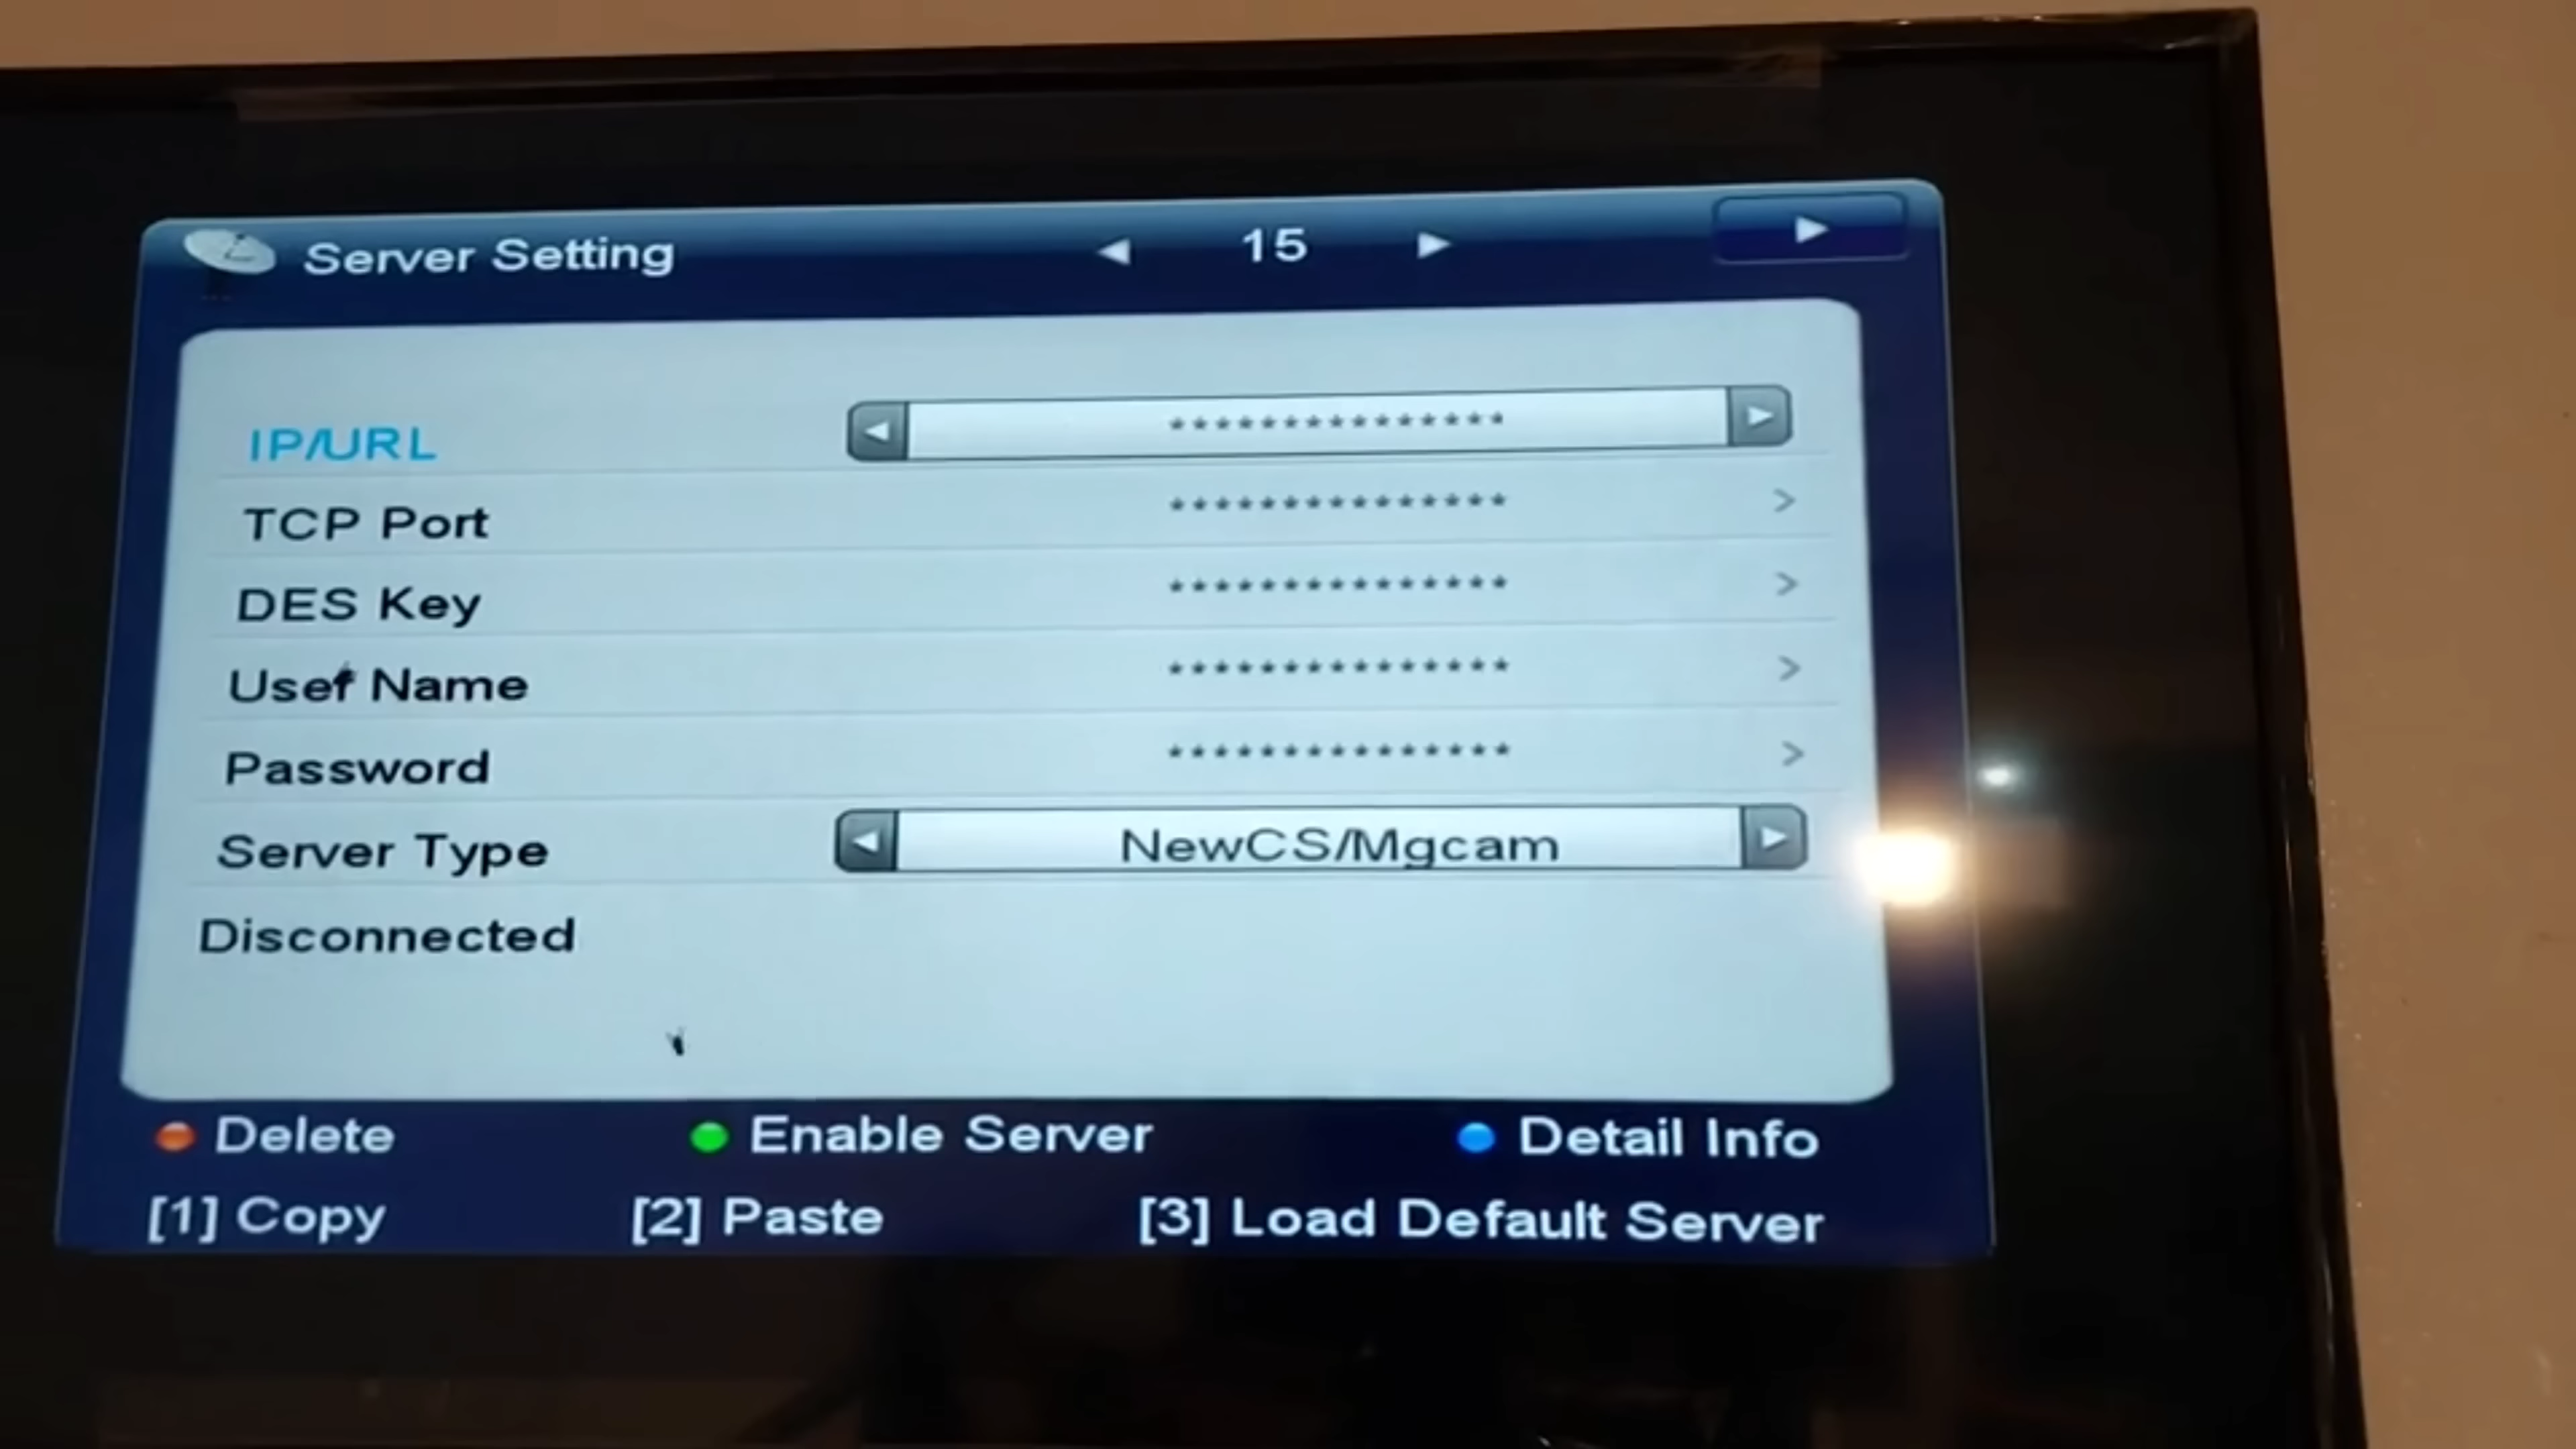 Server Setting ◀ 15 ▶ ▶
IP/URL ◀ *************** ▶
TCP Port *************** >
DES Key *************** >
User Name *************** >
Password *************** >
Server Type ◀ NewCS/Mgcam ▶
Disconnected
Delete Enable Server Detail Info
[1] Copy [2] Paste [3] Load Default Server